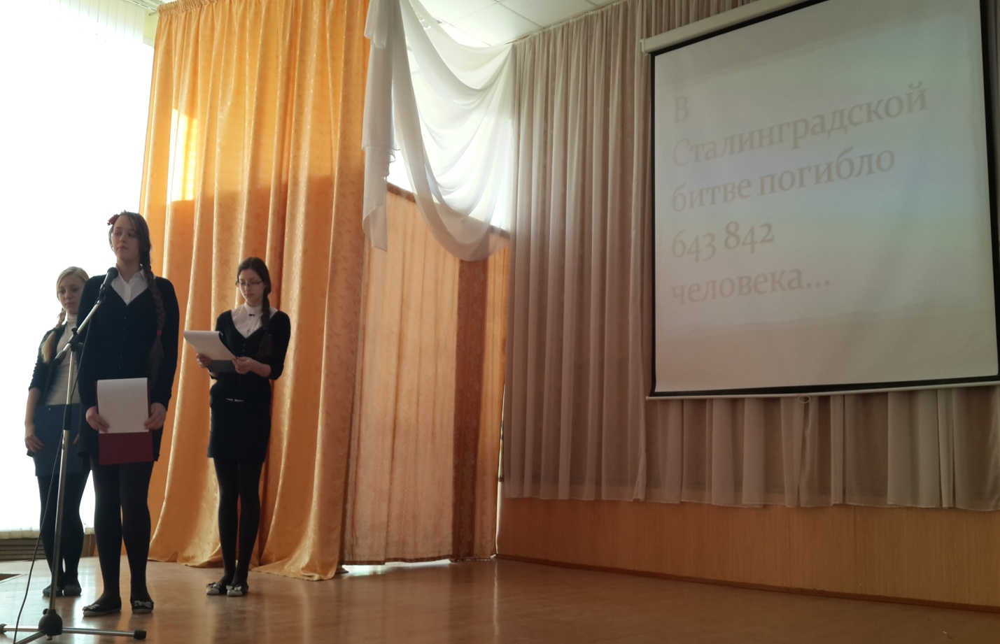 В
Сталинградской
битве погибло
643 842
человека...